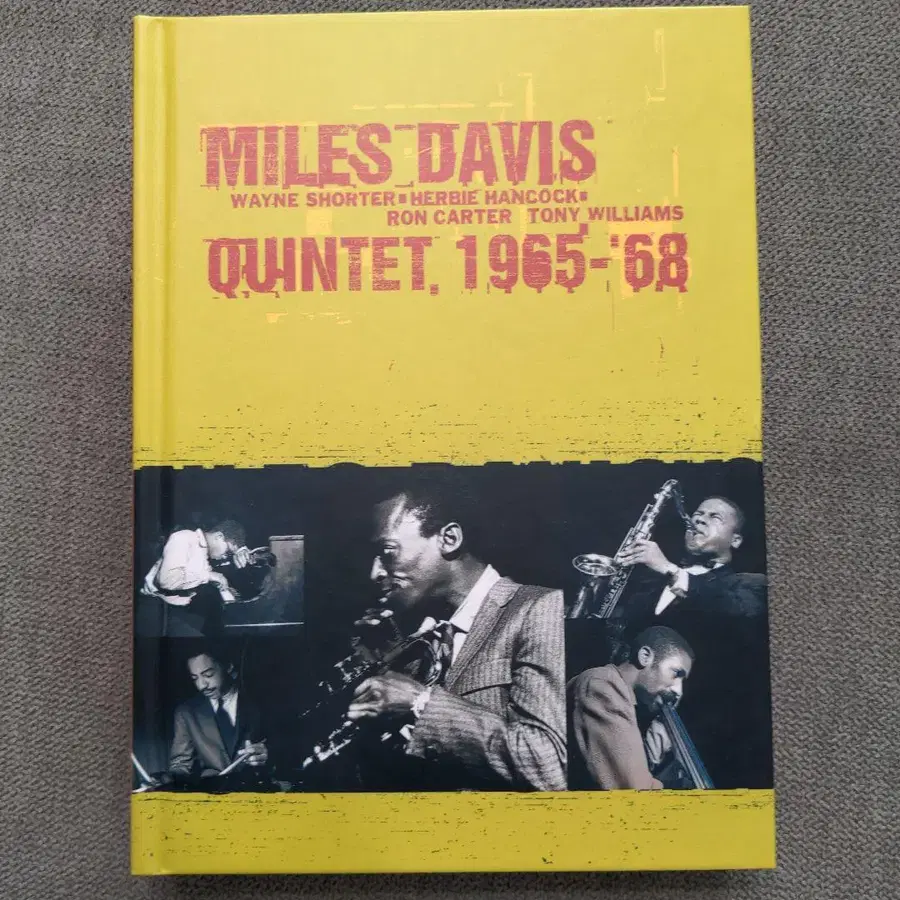 MILES DAVIS
WAYNE SHORTER▪HERBIE HANCOCK▪
RON CARTER TONY WILLIAMS
QUINTET, 1965-'68